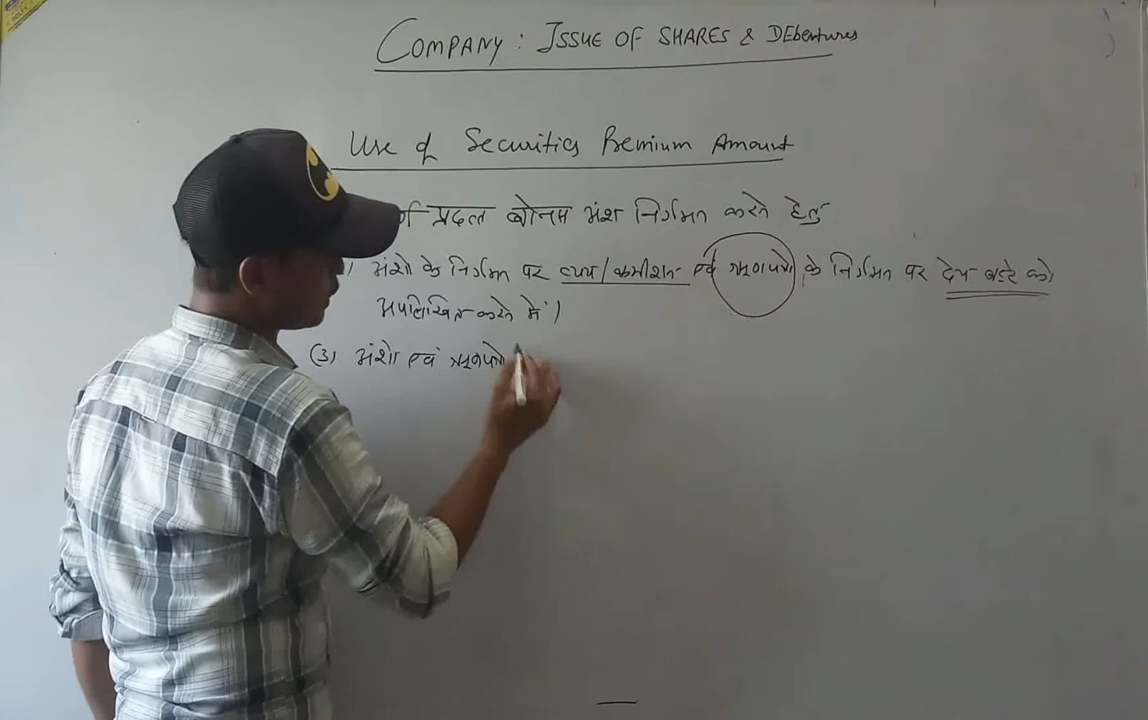 COMPANY: ISSUE OF SHARES & DEbentures
Use of Securities Premium Amount
प्रदत्त बोनस अंश निर्गमित करने हेतु
) अंशो के निर्गमन पर व्यय/कमीशन एवं ऋणपत्रो के निर्गमन पर देय बट्टे को
अपलिखित करने में।
(3) अंशो एवं ऋणपत्रो